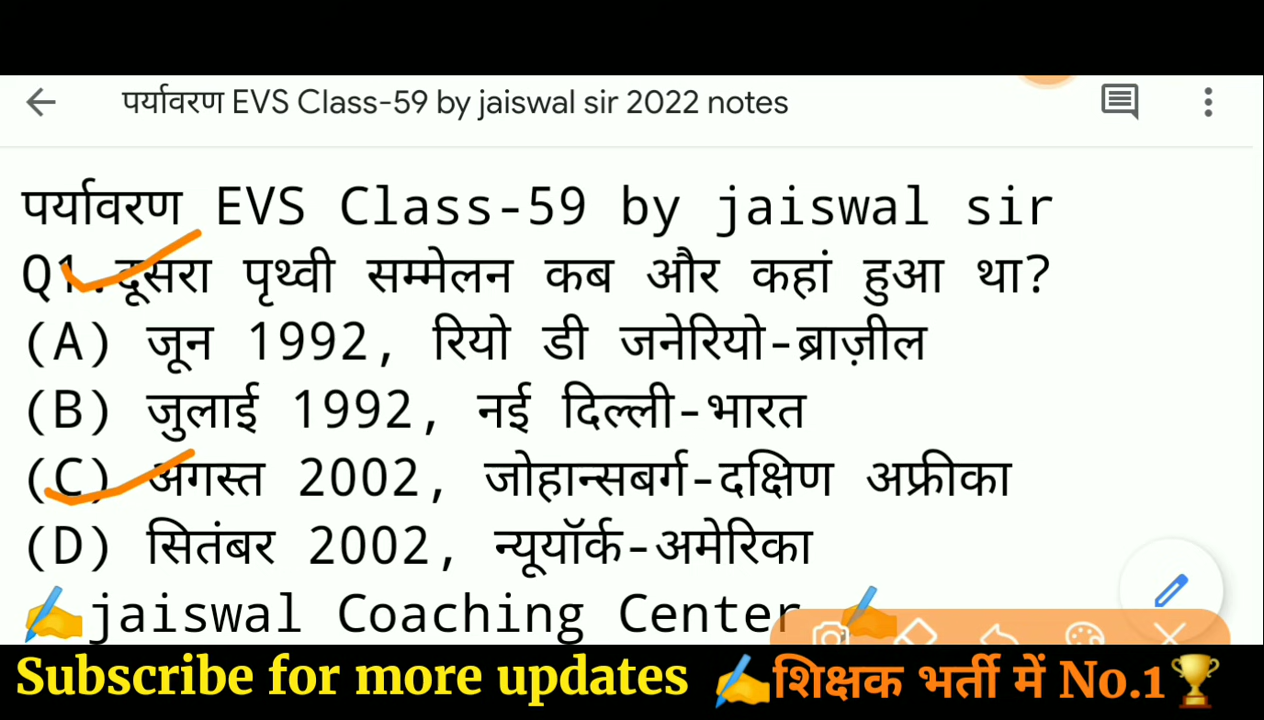 पर्यावरण EVS Class-59 by jaiswal sir 2022 notes
पर्यावरण EVS Class-59 by jaiswal sir
Q1.दूसरा पृथ्वी सम्मेलन कब और कहां हुआ था?
(A) जून 1992, रियो डी जनेरियो-ब्राज़ील
(B) जुलाई 1992, नई दिल्ली-भारत
(C) अगस्त 2002, जोहान्सबर्ग-दक्षिण अफ्रीका
(D) सितंबर 2002, न्यूयॉर्क-अमेरिका
✍️jaiswal Coaching Center ✍️
Subscribe for more updates ✍️शिक्षक भर्ती में No.1🏆